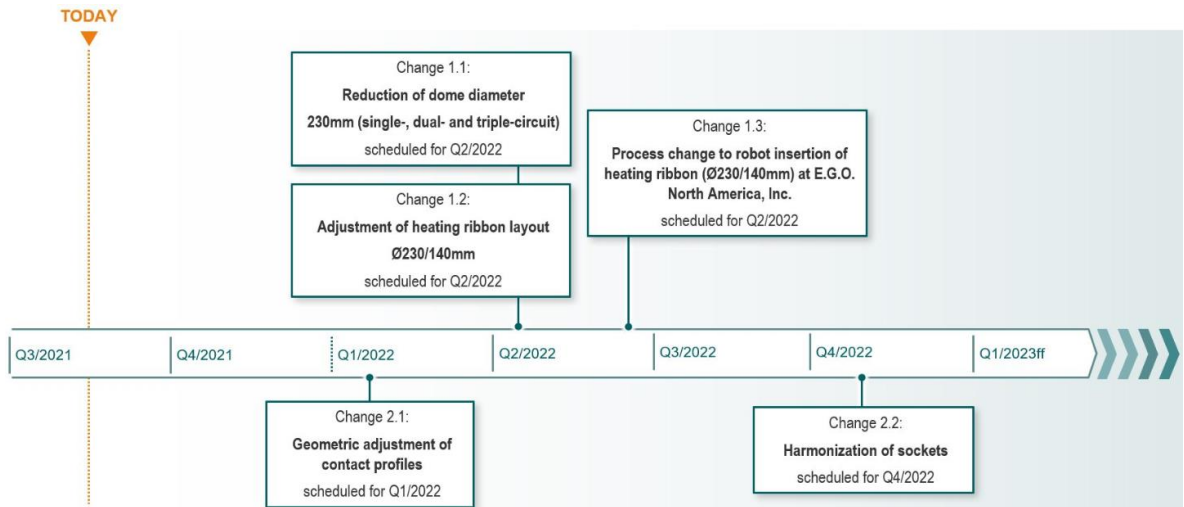 TODAY
Change 1.1:
Reduction of dome diameter
230mm (single-, dual- and triple-circuit)
scheduled for Q2/2022
Change 1.3:
Process change to robot insertion of
heating ribbon (Ø230/140mm) at E.G.O.
North America, Inc.
scheduled for Q2/2022
Change 1.2:
Adjustment of heating ribbon layout
Ø230/140mm
scheduled for Q2/2022
Q3/2021
Q4/2021
Q1/2022
Q2/2022
Q3/2022
Q4/2022
Q1/2023ff
Change 2.1:
Geometric adjustment of
contact profiles
scheduled for Q1/2022
Change 2.2:
Harmonization of sockets
scheduled for Q4/2022